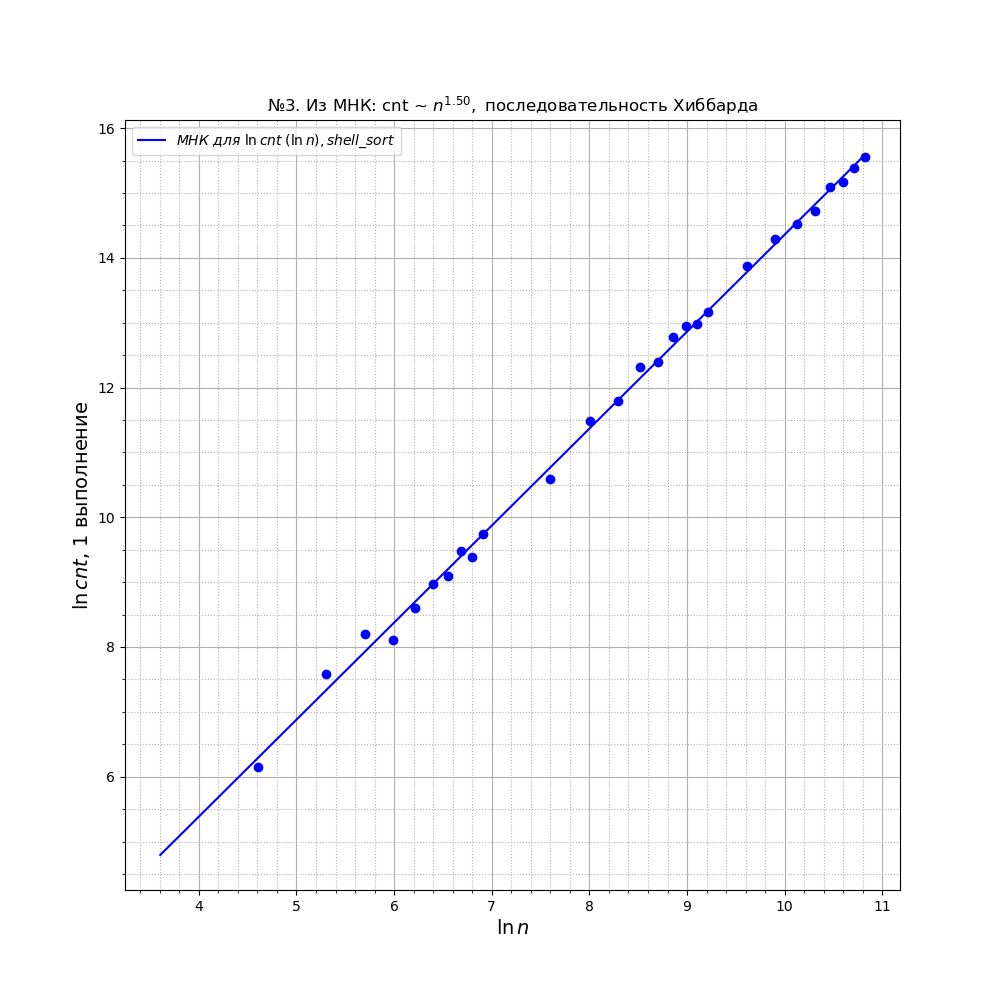 №3. Из МНК: cnt ~ n^1.50, последовательность Хиббарда
МНК для ln cnt (ln n), shell_sort
16
14
12
10
8
6
ln cnt, 1 выполнение
4 5 6 7 8 9 10 11
ln n